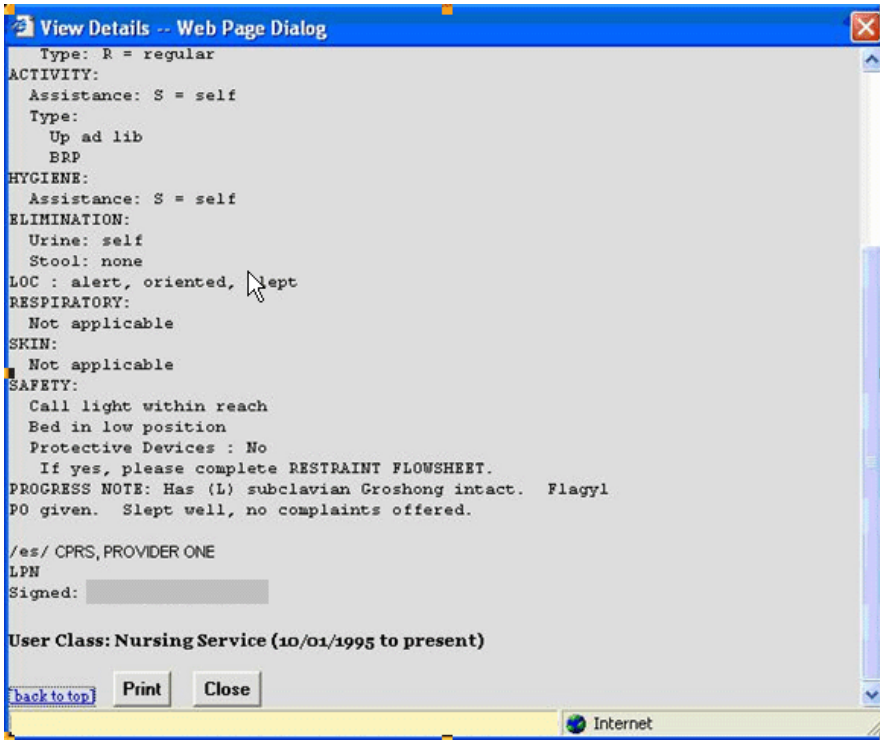 View Details -- Web Page Dialog
Type: R = regular
ACTIVITY:
Assistance: S = self
Type:
Up ad lib
BRP
HYGIENE:
Assistance: S = self
ELIMINATION:
Urine: self
Stool: none
LOC : alert, oriented, slept
RESPIRATORY:
Not applicable
SKIN:
Not applicable
SAFETY:
Call light within reach
Bed in low position
Protective Devices : No
If yes, please complete RESTRAINT FLOWSHEET.
PROGRESS NOTE: Has (L) subclavian Groshong intact. Flagyl
PO given. Slept well, no complaints offered.
/es/ CPRS, PROVIDER ONE
LPN
Signed:
User Class: Nursing Service (10/01/1995 to present)
[back to top] Print Close
Internet